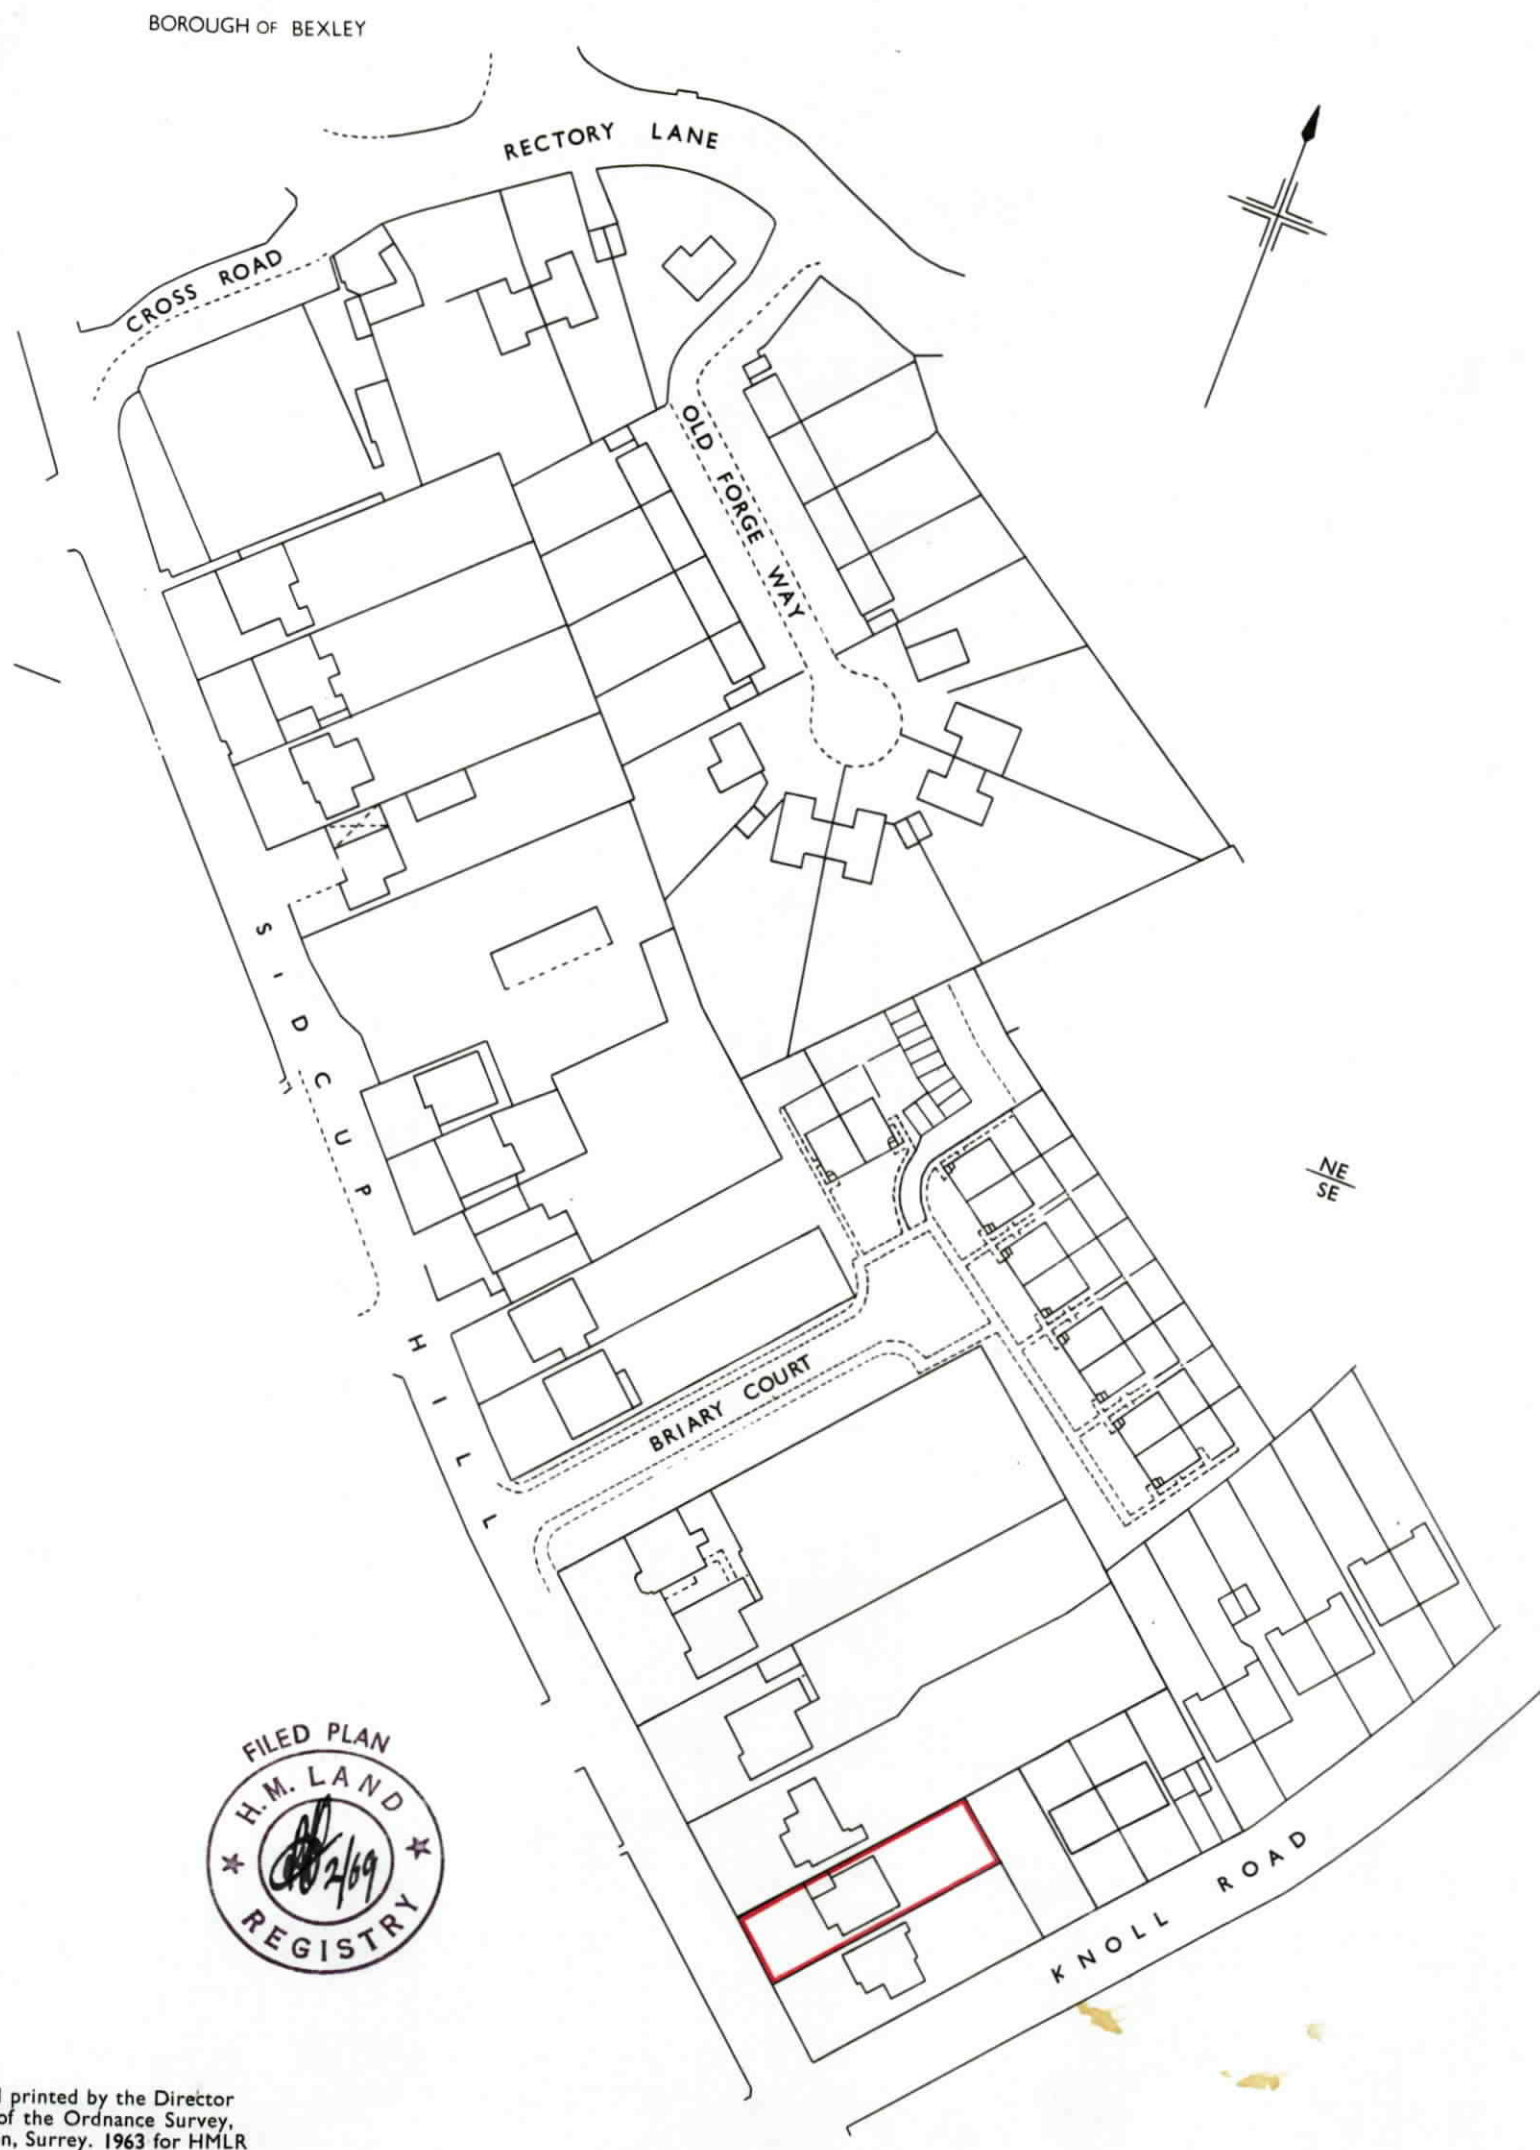 BOROUGH OF BEXLEY
RECTORY LANE
CROSS ROAD
OLD FORGE WAY
SIDCUP HILL
NE
SE
BRIARY COURT
FILED PLAN
H.M. LAND
2/69
REGISTRY
KNOLL ROAD
printed by the Director
of the Ordnance Survey,
n, Surrey. 1963 for HMLR